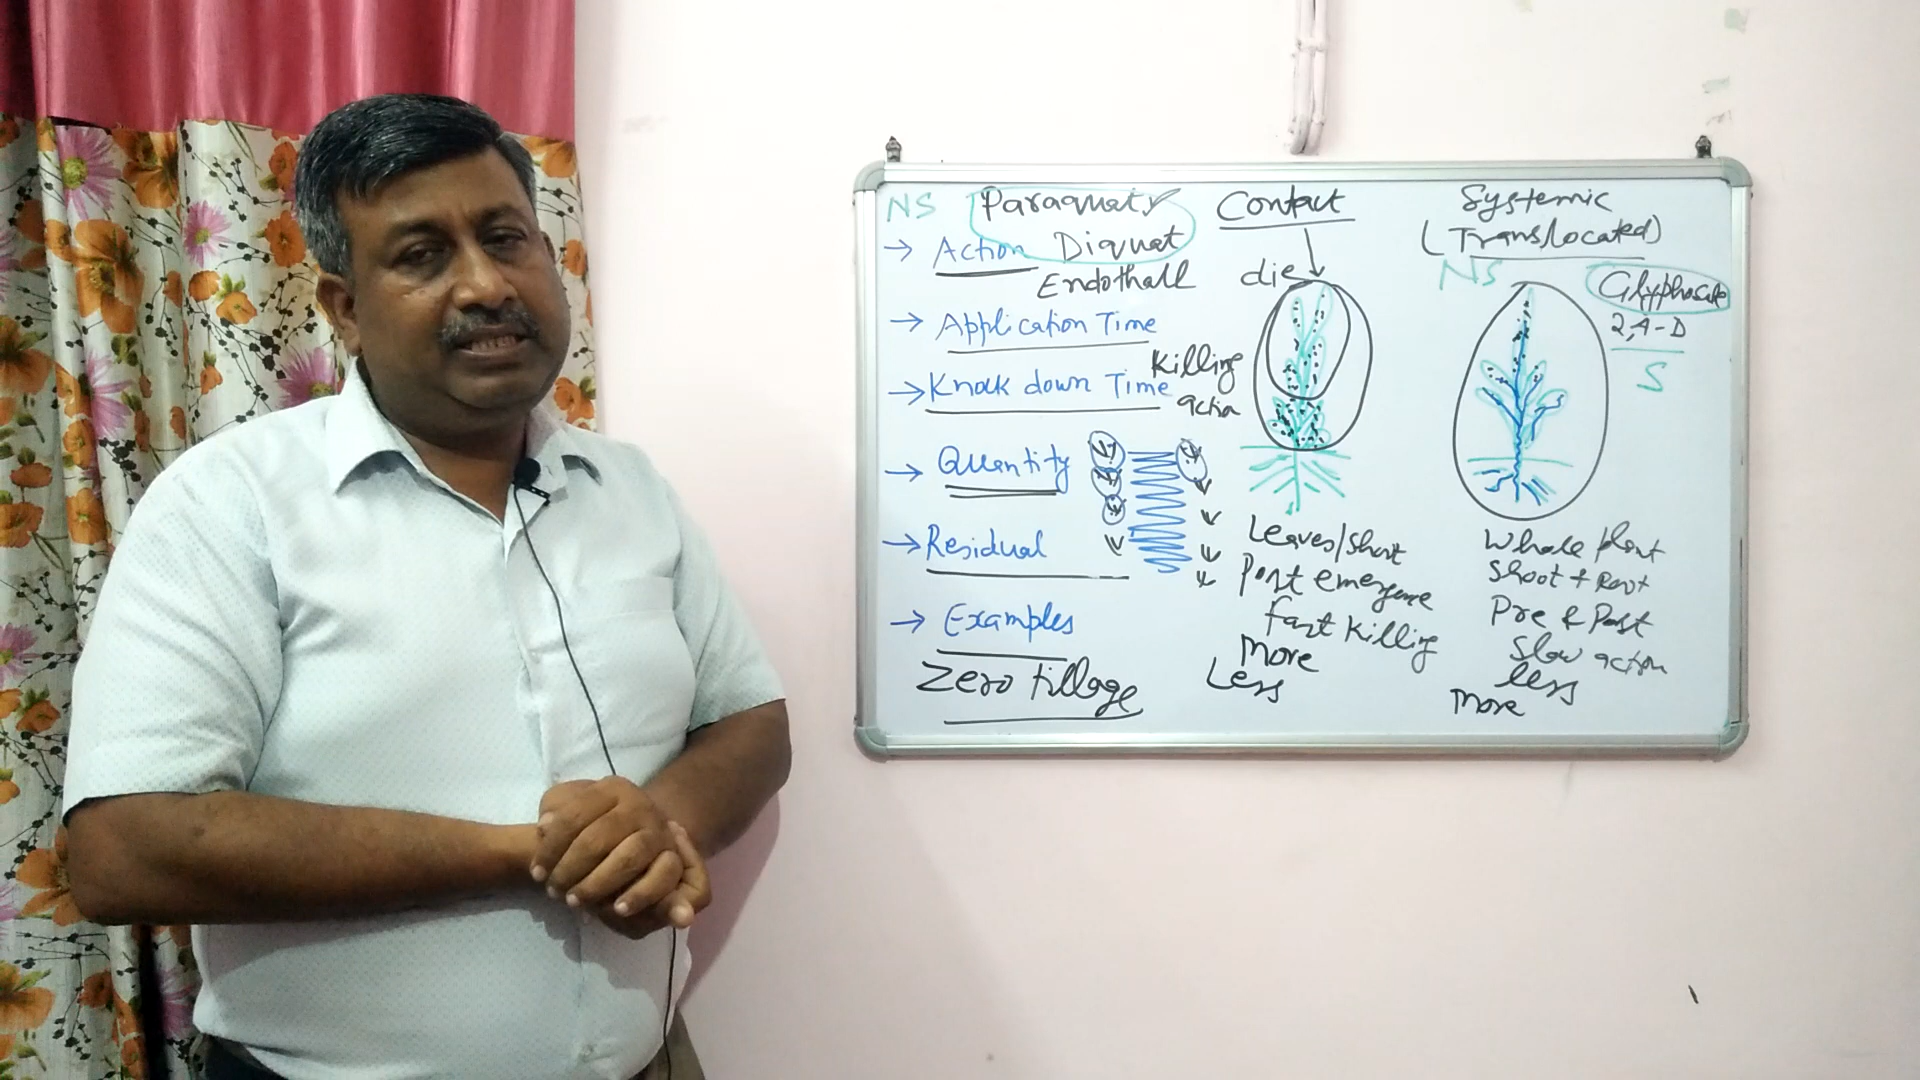 NS Paraquat Contact Systemic
(Translocated)
→ Action Diquat
Endothall
die
NS
Glyphosate
2,4-D
S
→ Application Time
Killing
action
→ Knock down Time
→ Quantity
→ Residual
→ Examples
Zero tillage
Leaves/Shoot
Post emergence
Fast Killing
More
Less
Whole plant
Shoot + Root
Pre & Post
Slow action
less
More